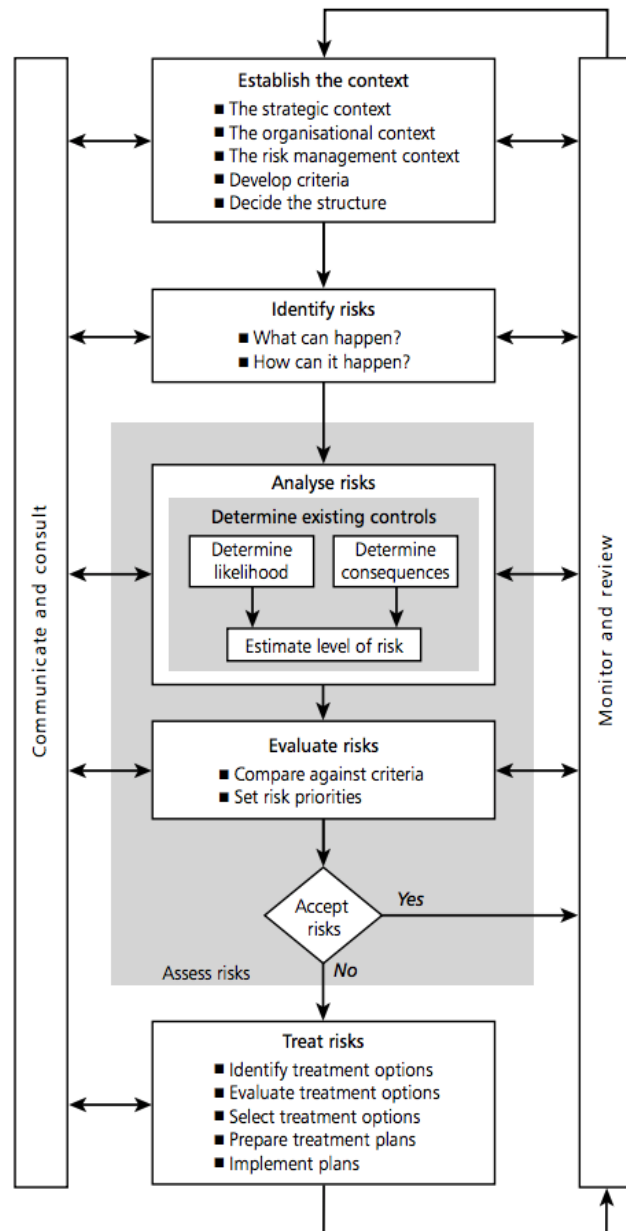 Establish the context
■ The strategic context
■ The organisational context
■ The risk management context
■ Develop criteria
■ Decide the structure
Identify risks
■ What can happen?
■ How can it happen?
Analyse risks
Determine existing controls
Determine
likelihood
Determine
consequences
Estimate level of risk
Evaluate risks
■ Compare against criteria
■ Set risk priorities
Accept
risks
Yes
No
Assess risks
Treat risks
■ Identify treatment options
■ Evaluate treatment options
■ Select treatment options
■ Prepare treatment plans
■ Implement plans
Communicate and consult
Monitor and review